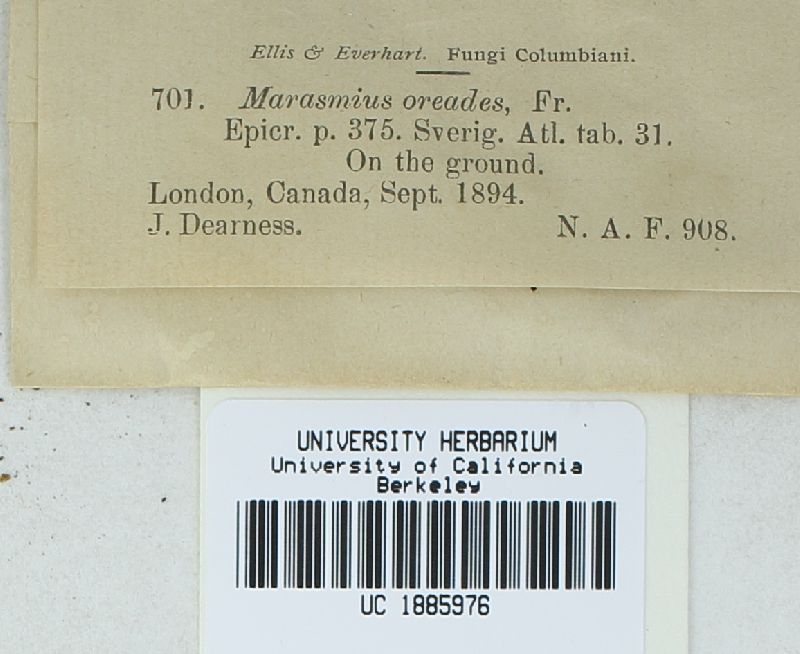 Ellis & Everhart. Fungi Columbiani.
701. Marasmius oreades, Fr.
Epicr. p. 375. Sverig. Atl. tab. 31.
On the ground.
London, Canada, Sept. 1894.
J. Dearness. N. A. F. 908.
UNIVERSITY HERBARIUM
University of California
Berkeley
UC 1885976